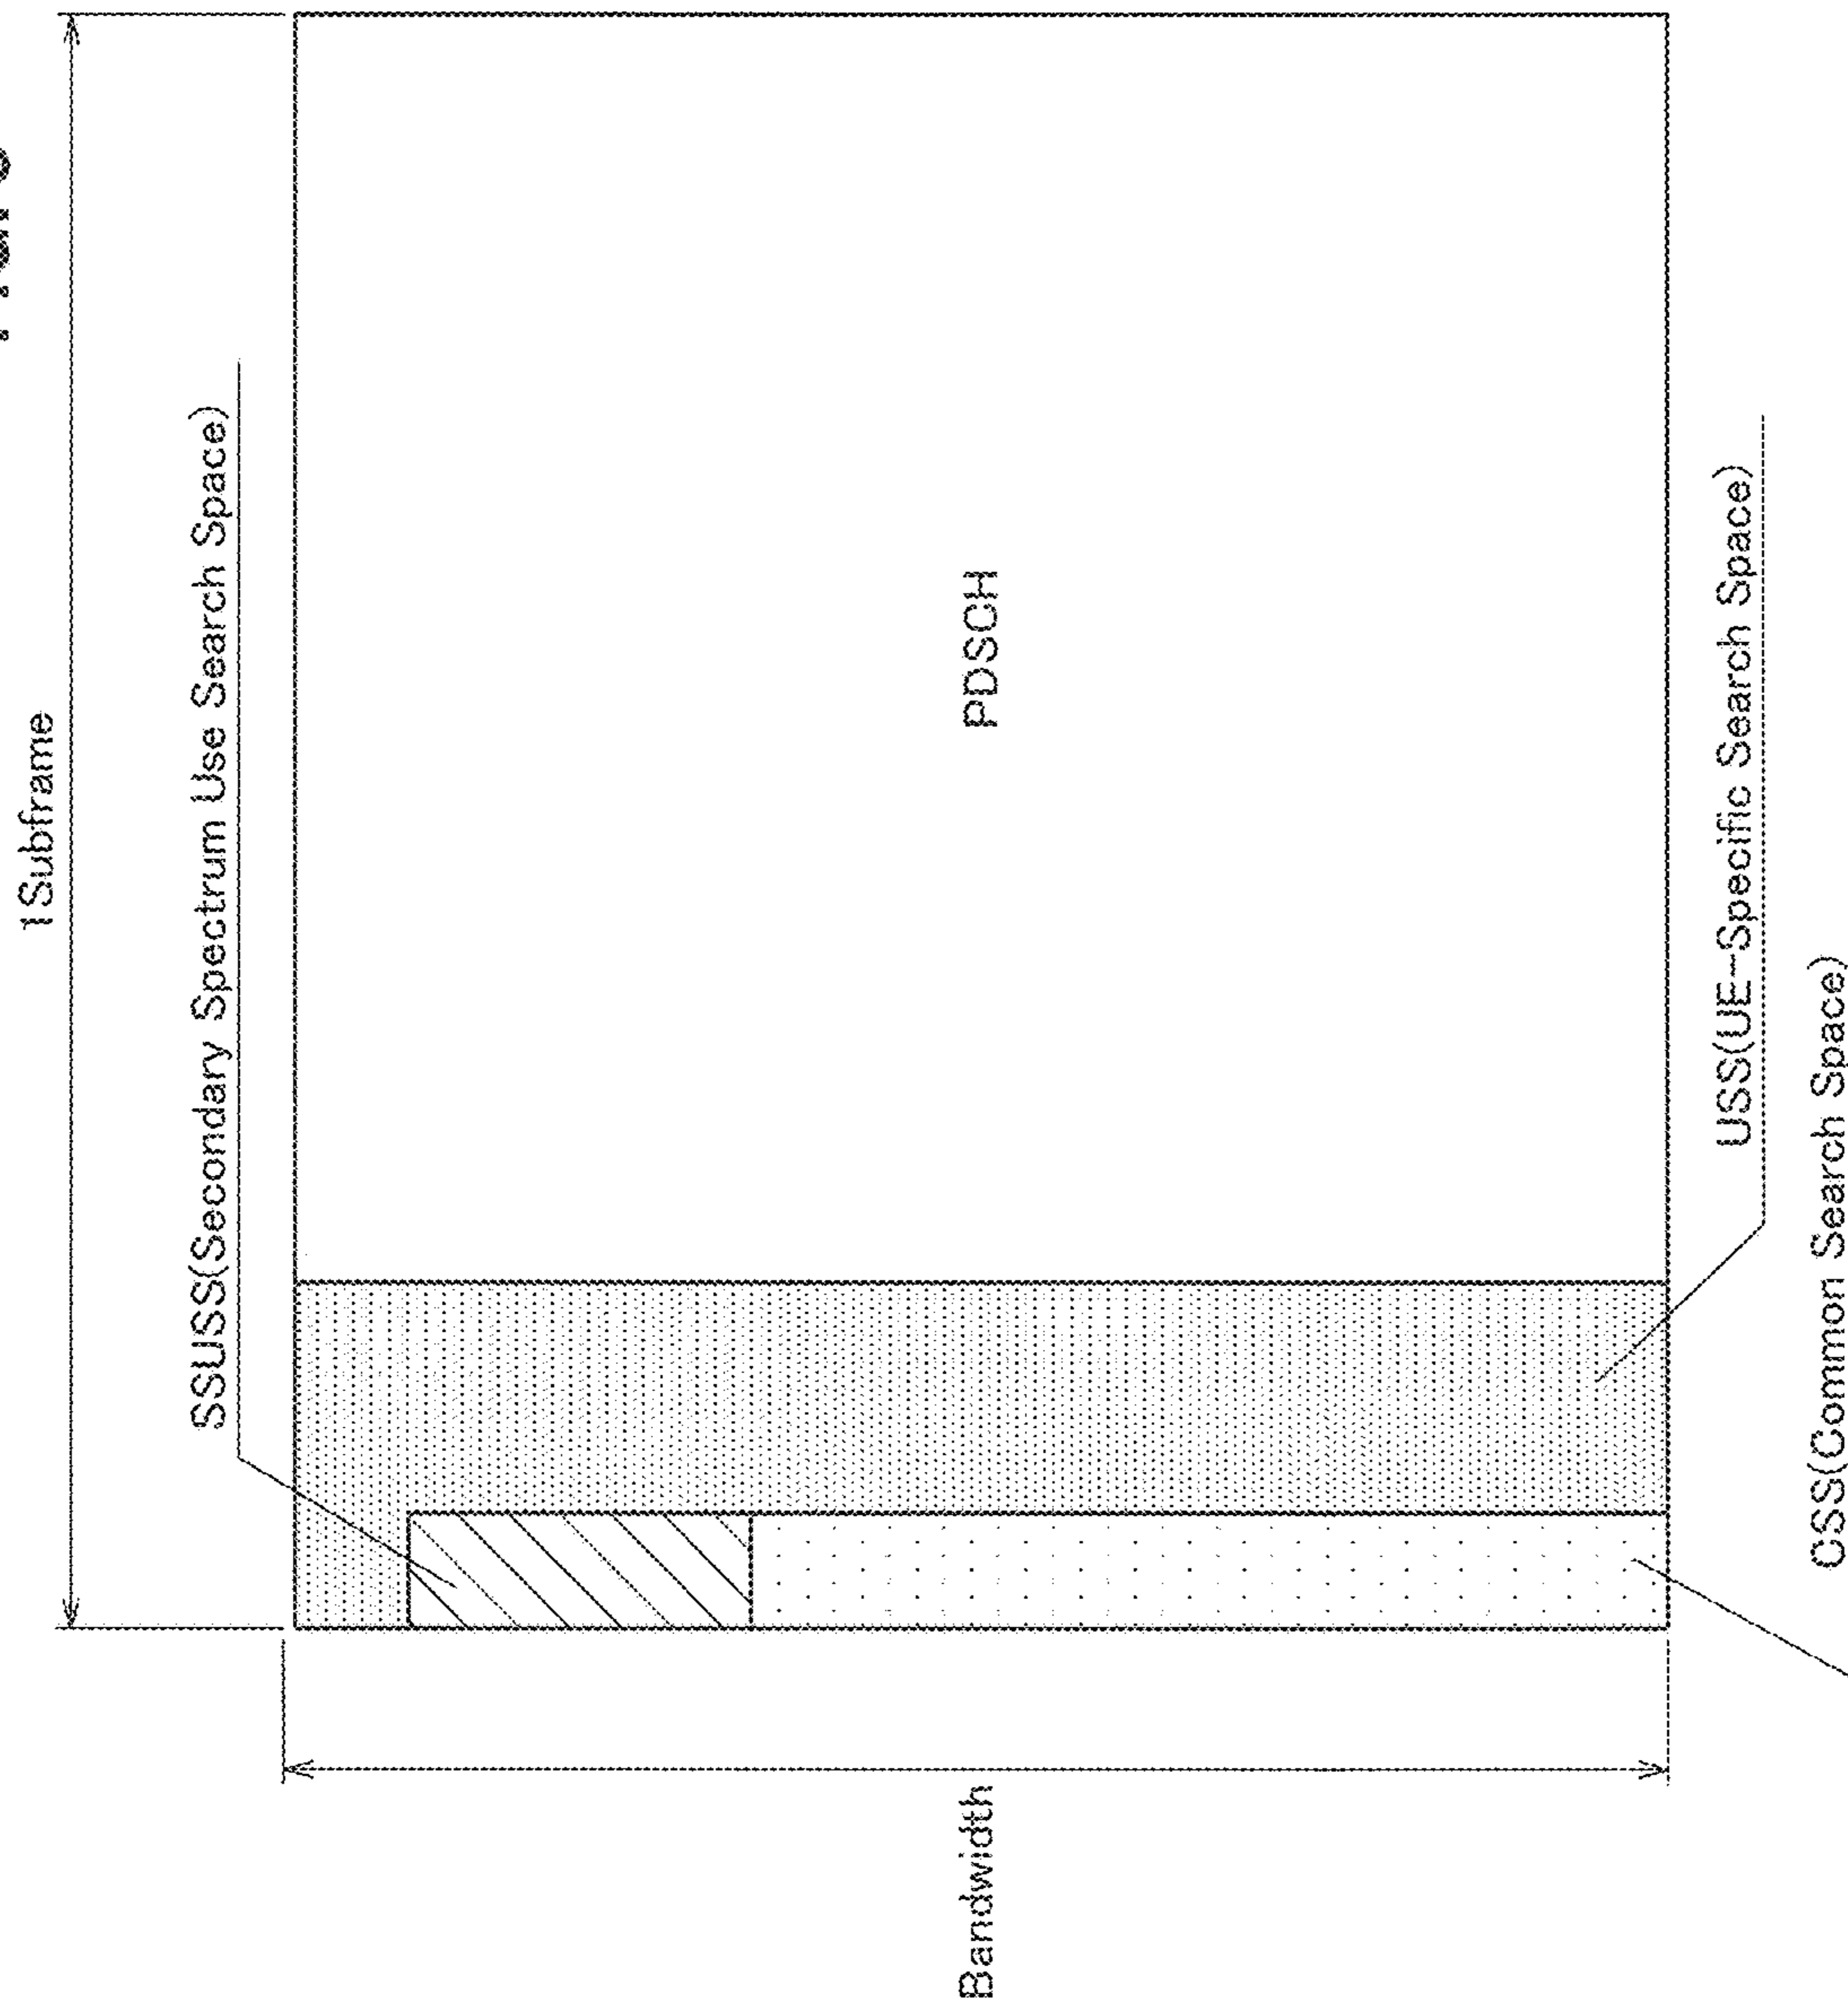 1Subframe
SSUSS(Secondary Spectrum Use Search Space)
Bandwidth
PDSCH
USS(UE-Specific Search Space)
CSS(Common Search Space)